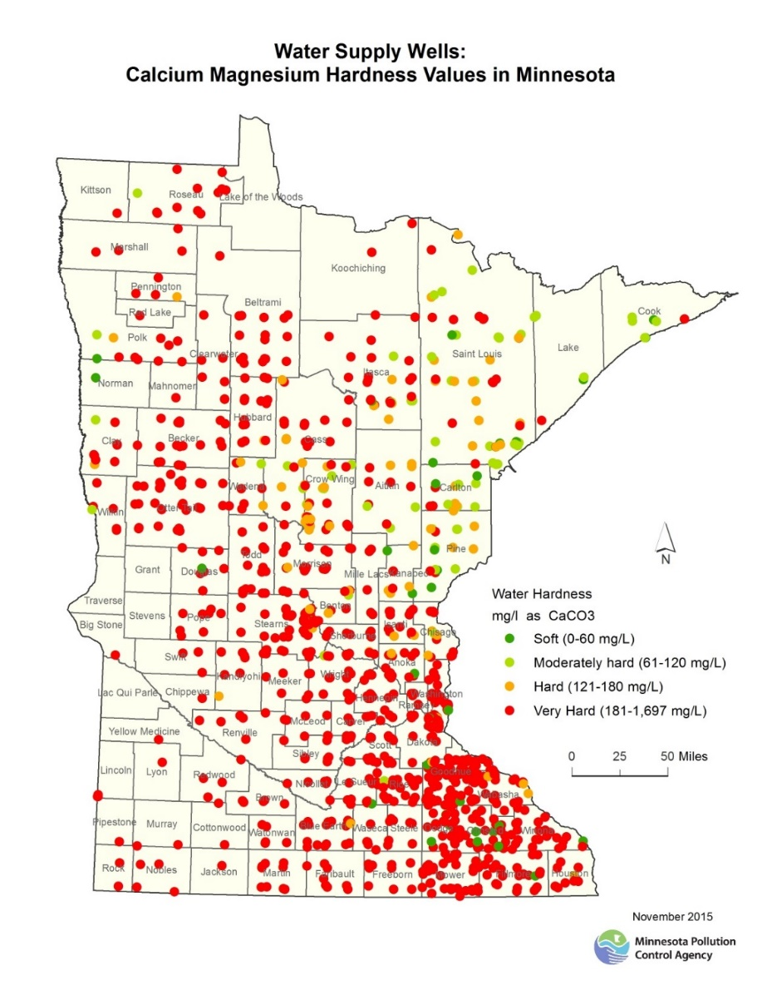 Water Supply Wells:
Calcium Magnesium Hardness Values in Minnesota
Kittson
Roseau
Lake of the Woods
Marshall
Koochiching
Pennington
Beltrami
Red Lake
Cook
Polk
Clearwater
Saint Louis
Lake
Itasca
Norman
Mahnomen
Hubbard
Clay
Becker
Cass
Wadena
Crow Wing
Aitkin
Carlton
Wilkin
Otter Tail
Todd
Morrison
Pine
Grant
Douglas
Mille Lacs
Kanabec
Traverse
Stevens
Pope
Benton
Big Stone
Stearns
Isanti
Sherburne
Chisago
Swift
Kandiyohi
Meeker
Wright
Anoka
Lac Qui Parle
Chippewa
Hennepin
Washington
Ramsey
McLeod
Carver
Yellow Medicine
Renville
Scott
Dakota
Sibley
Lincoln
Lyon
Redwood
Nicollet
Le Sueur
Rice
Goodhue
Brown
Wabasha
Pipestone
Murray
Cottonwood
Watonwan
Blue Earth
Waseca
Steele
Dodge
Olmsted
Winona
Rock
Nobles
Jackson
Martin
Faribault
Freeborn
Mower
Fillmore
Houston
N
Water Hardness
mg/l as CaCO3
Soft (0-60 mg/L)
Moderately hard (61-120 mg/L)
Hard (121-180 mg/L)
Very Hard (181-1,697 mg/L)
0 25 50 Miles
November 2015
Minnesota Pollution
Control Agency